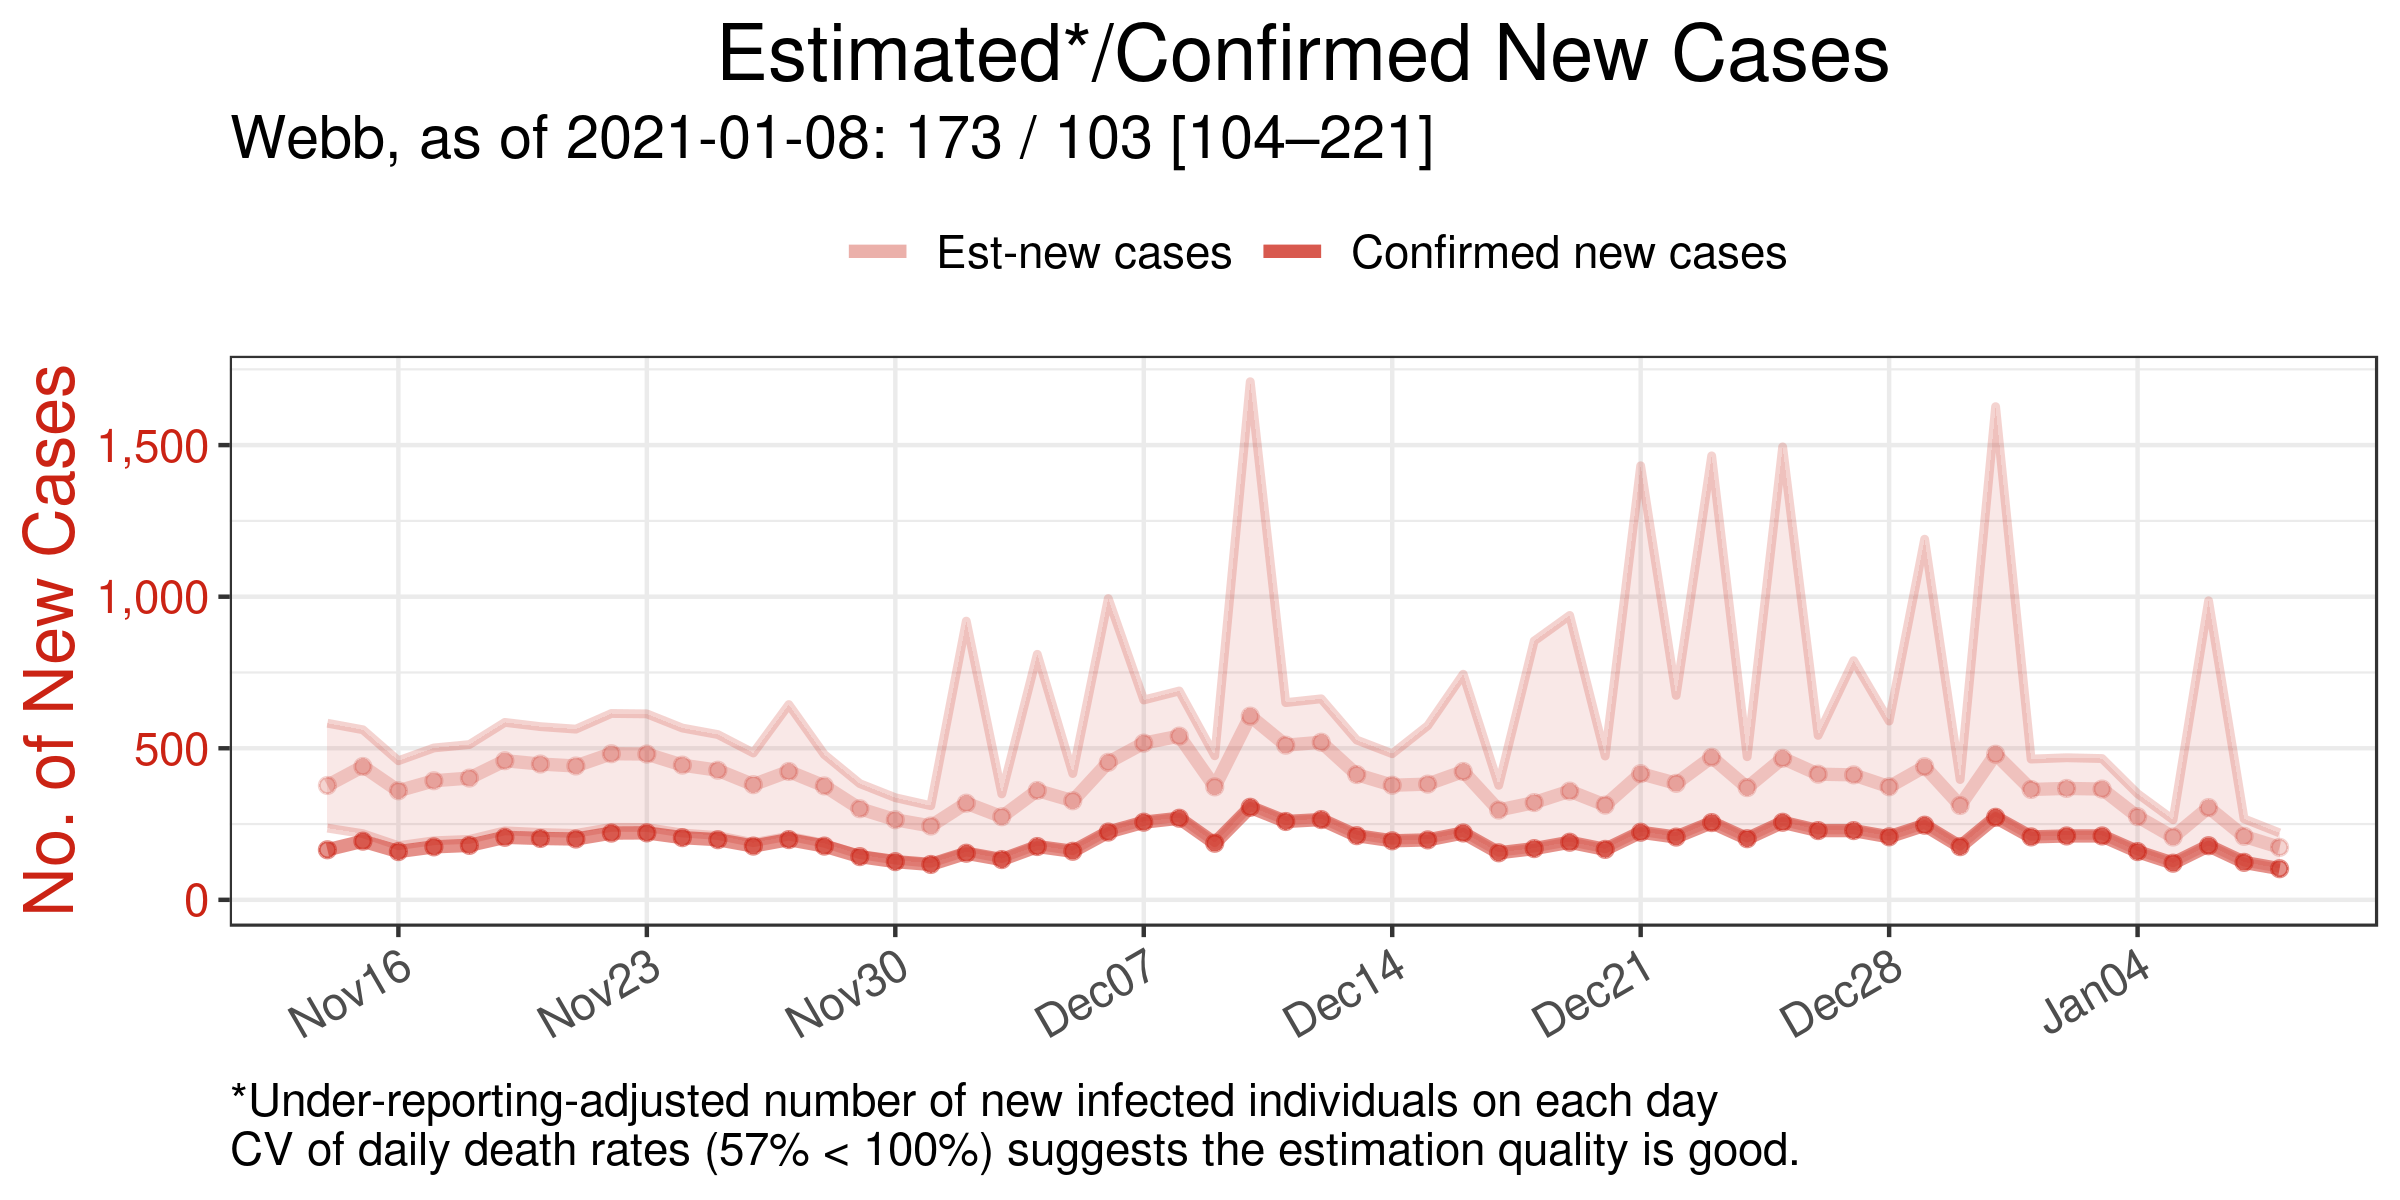 Estimated*/Confirmed New Cases
Webb, as of 2021-01-08: 173 / 103 [104–221]
Est-new cases Confirmed new cases
No. of New Cases
1,500
1,000
500
0
Nov16 Nov23 Nov30 Dec07 Dec14 Dec21 Dec28 Jan04
*Under-reporting-adjusted number of new infected individuals on each day
CV of daily death rates (57% < 100%) suggests the estimation quality is good.